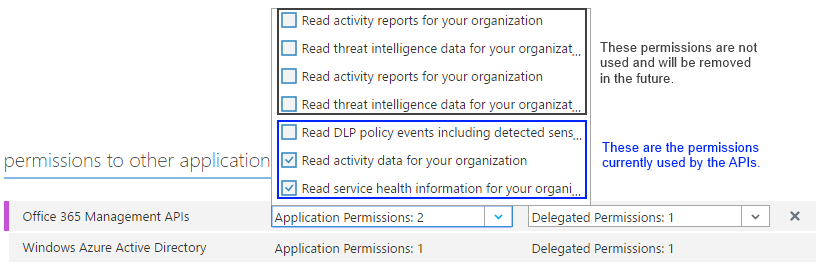 Read activity reports for your organization
Read threat intelligence data for your organizat...
Read activity reports for your organization
Read threat intelligence data for your organizat...
These permissions are not
used and will be removed
in the future.
Read DLP policy events including detected sens...
Read activity data for your organization
Read service health information for your organi...
These are the permissions
currently used by the APIs.
permissions to other application
Office 365 Management APIs
Application Permissions: 2
Delegated Permissions: 1
Windows Azure Active Directory
Application Permissions: 1
Delegated Permissions: 1